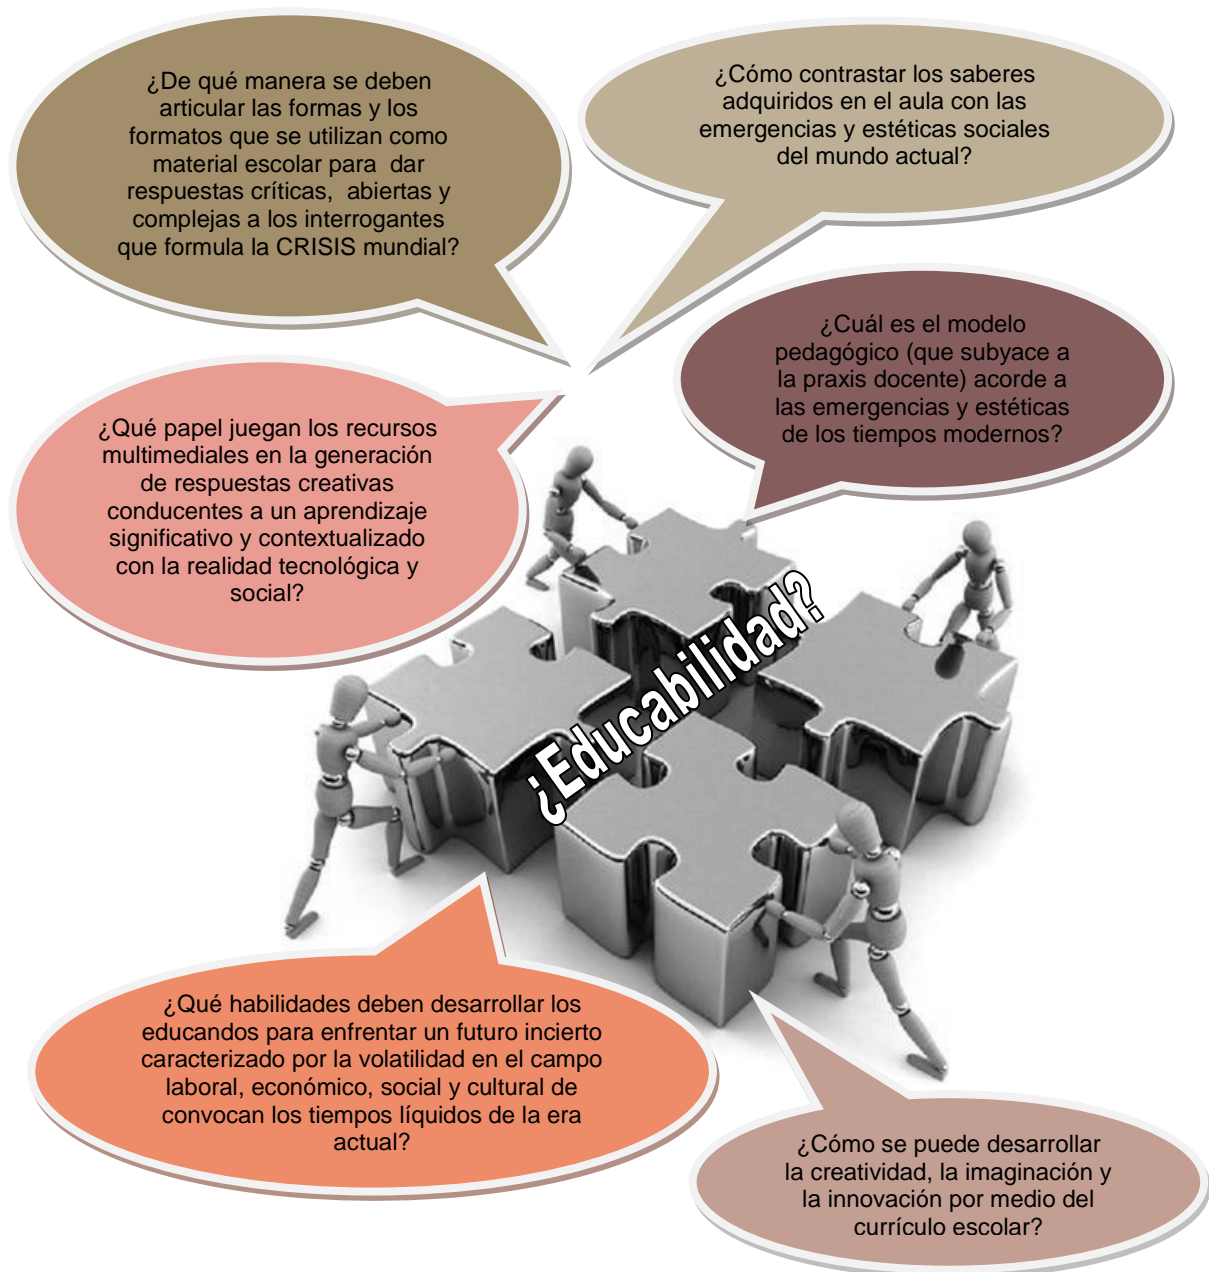 ¿De qué manera se deben
articular las formas y los
formatos que se utilizan como
material escolar para dar
respuestas críticas, abiertas y
complejas a los interrogantes
que formula la CRISIS mundial?
¿Cómo contrastar los saberes
adquiridos en el aula con las
emergencias y estéticas sociales
del mundo actual?
¿Cuál es el modelo
pedagógico (que subyace a
la praxis docente) acorde a
las emergencias y estéticas
de los tiempos modernos?
¿Qué papel juegan los recursos
multimediales en la generación
de respuestas creativas
conducentes a un aprendizaje
significativo y contextualizado
con la realidad tecnológica y
social?
¿Educabilidad?
¿Qué habilidades deben desarrollar los
educandos para enfrentar un futuro incierto
caracterizado por la volatilidad en el campo
laboral, económico, social y cultural de
convocan los tiempos líquidos de la era
actual?
¿Cómo se puede desarrollar
la creatividad, la imaginación y
la innovación por medio del
currículo escolar?